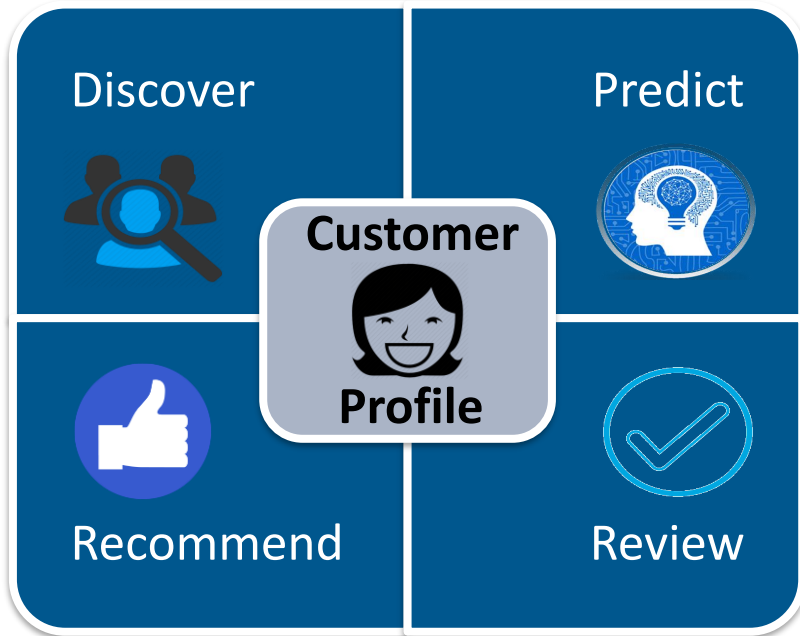 Discover
Predict
Customer
Profile
Recommend
Review